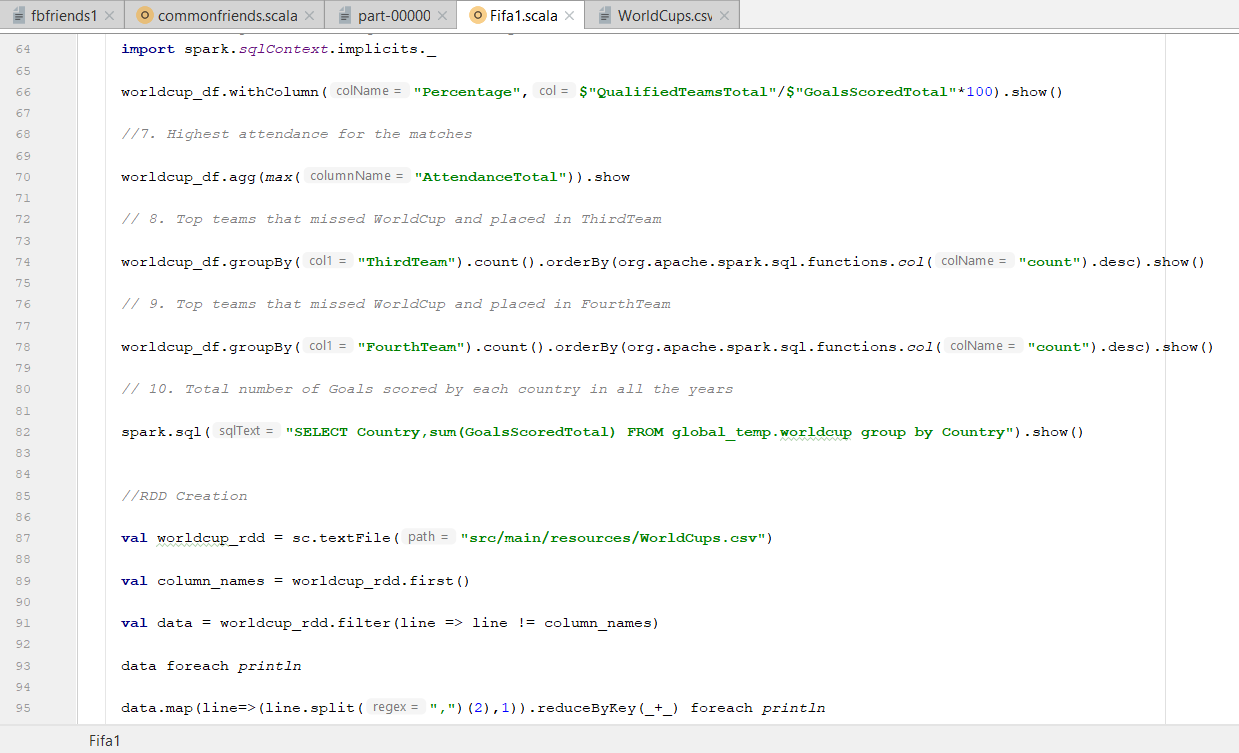 fbfriends1 commonfriends.scala part-00000 Fifa1.scala WorldCups.csv
64 import spark.sqlContext.implicits._
65
66 worldcup_df.withColumn( colName = "Percentage", col = $"QualifiedTeamsTotal"/$"GoalsScoredTotal"*100).show()
67
68 //7. Highest attendance for the matches
69
70 worldcup_df.agg(max( columnName = "AttendanceTotal")).show
71
72 // 8. Top teams that missed WorldCup and placed in ThirdTeam
73
74 worldcup_df.groupBy( col1 = "ThirdTeam").count().orderBy(org.apache.spark.sql.functions.col( colName = "count").desc).show()
75
76 // 9. Top teams that missed WorldCup and placed in FourthTeam
77
78 worldcup_df.groupBy( col1 = "FourthTeam").count().orderBy(org.apache.spark.sql.functions.col( colName = "count").desc).show()
79
80 // 10. Total number of Goals scored by each country in all the years
81
82 spark.sql( sqlText = "SELECT Country,sum(GoalsScoredTotal) FROM global_temp.worldcup group by Country").show()
83
84
85 //RDD Creation
86
87 val worldcup_rdd = sc.textFile( path = "src/main/resources/WorldCups.csv")
88
89 val column_names = worldcup_rdd.first()
90
91 val data = worldcup_rdd.filter(line => line != column_names)
92
93 data foreach println
94
95 data.map(line=>(line.split( regex = ",")(2),1)).reduceByKey(_+_) foreach println
Fifa1